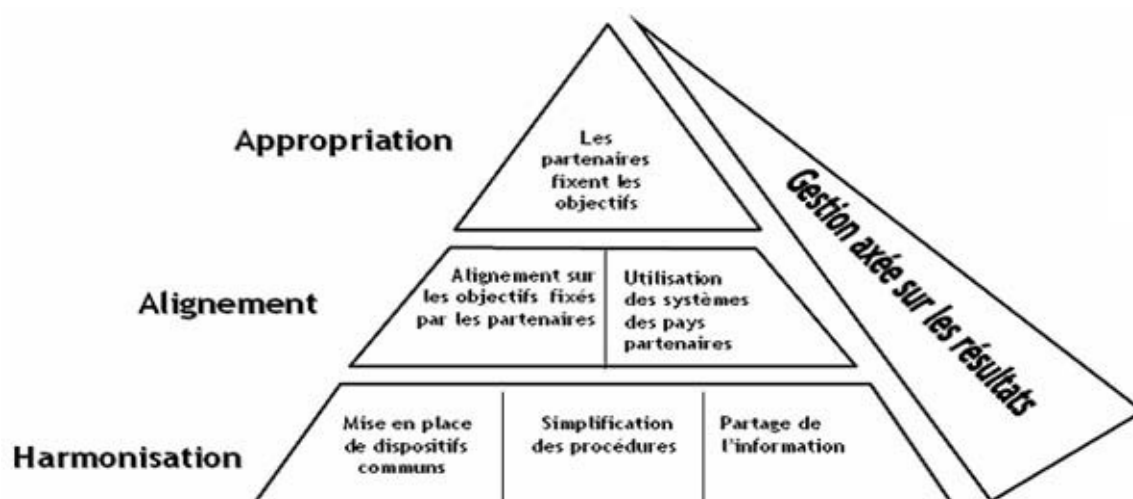 Appropriation
Les
partenaires
fixent les
objectifs
Gestion axée sur les résultats
Alignement
Alignement sur
les objectifs fixés
par les partenaires
Utilisation
des systèmes
des pays
partenaires
Harmonisation
Mise en place
de dispositifs
communs
Simplification
des procédures
Partage de
l'information